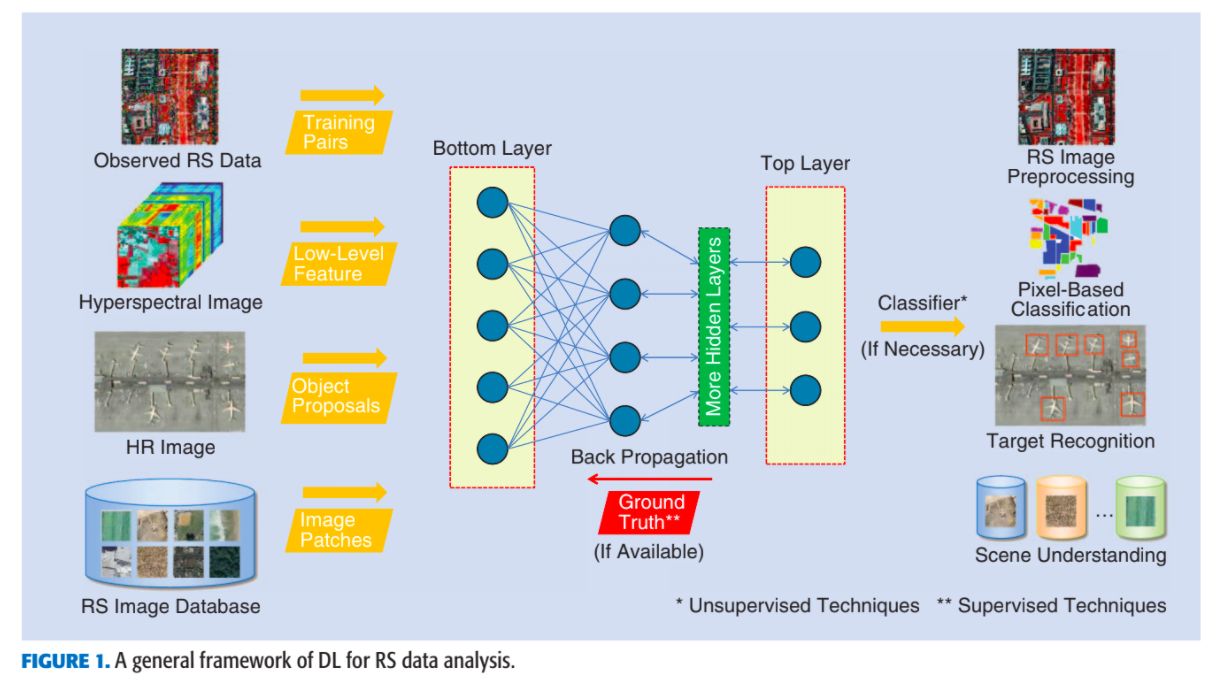 Observed RS Data
Training
Pairs
Hyperspectral Image
Low-Level
Feature
HR Image
Object
Proposals
RS Image Database
Image
Patches
Bottom Layer
More Hidden Layers
Top Layer
Back Propagation
Ground
Truth**
(If Available)
Classifier*
(If Necessary)
RS Image
Preprocessing
Pixel-Based
Classification
Target Recognition
...
Scene Understanding
* Unsupervised Techniques ** Supervised Techniques
FIGURE 1. A general framework of DL for RS data analysis.